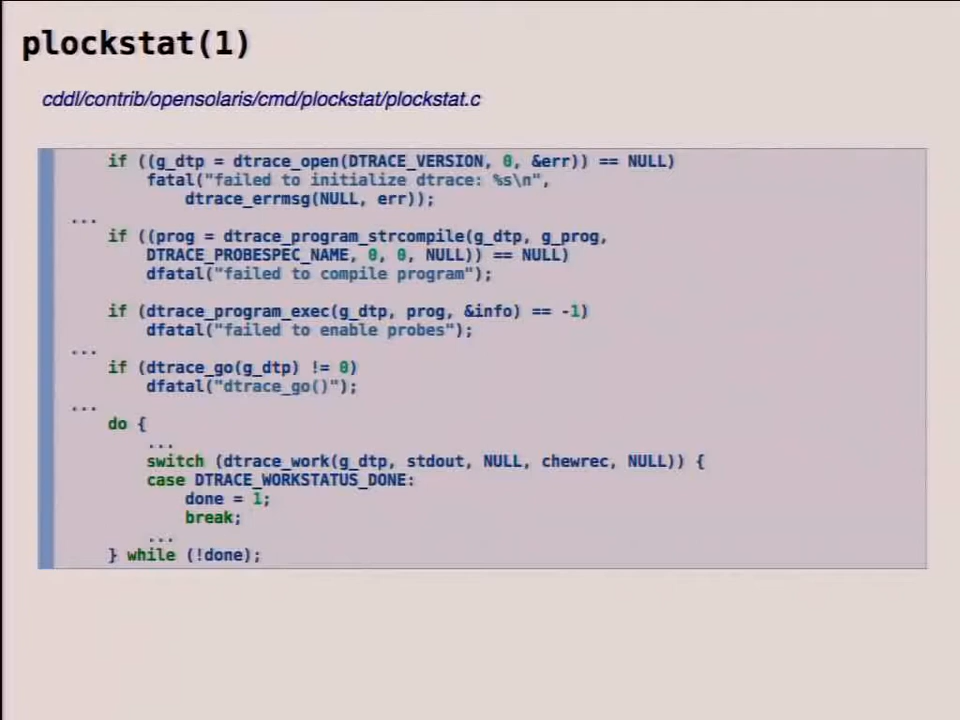 plockstat(1)
cddl/contrib/opensolaris/cmd/plockstat/plockstat.c
if ((g_dtp = dtrace_open(DTRACE_VERSION, 0, &err)) == NULL)
fatal("failed to initialize dtrace: %s\n",
dtrace_errmsg(NULL, err));
...
if ((prog = dtrace_program_strcompile(g_dtp, g_prog,
DTRACE_PROBESPEC_NAME, 0, 0, NULL)) == NULL)
dfatal("failed to compile program");
if (dtrace_program_exec(g_dtp, prog, &info) == -1)
dfatal("failed to enable probes");
...
if (dtrace_go(g_dtp) != 0)
dfatal("dtrace_go()");
...
do {
...
switch (dtrace_work(g_dtp, stdout, NULL, chewrec, NULL)) {
case DTRACE_WORKSTATUS_DONE:
done = 1;
break;
...
} while (!done);